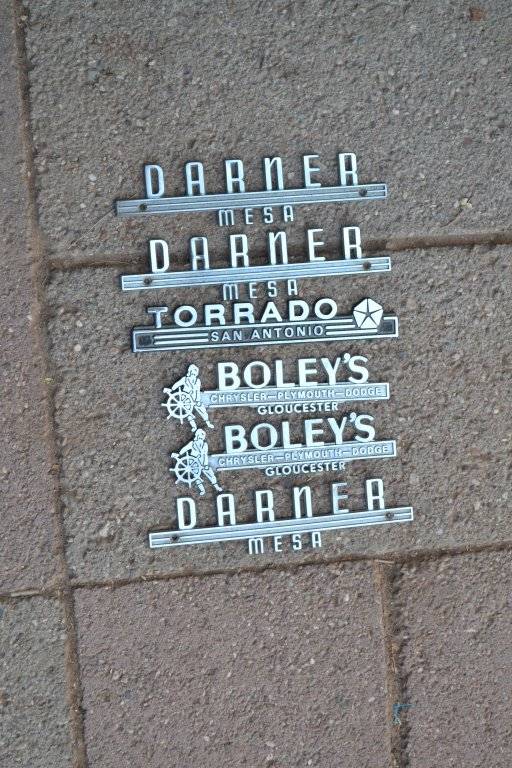 DARNER
MESA
DARNER
MESA
TORRADO
SAN ANTONIO
BOLEY'S
CHRYSLER-PLYMOUTH-DODGE
GLOUCESTER
BOLEY'S
CHRYSLER-PLYMOUTH-DODGE
GLOUCESTER
DARNER
MESA